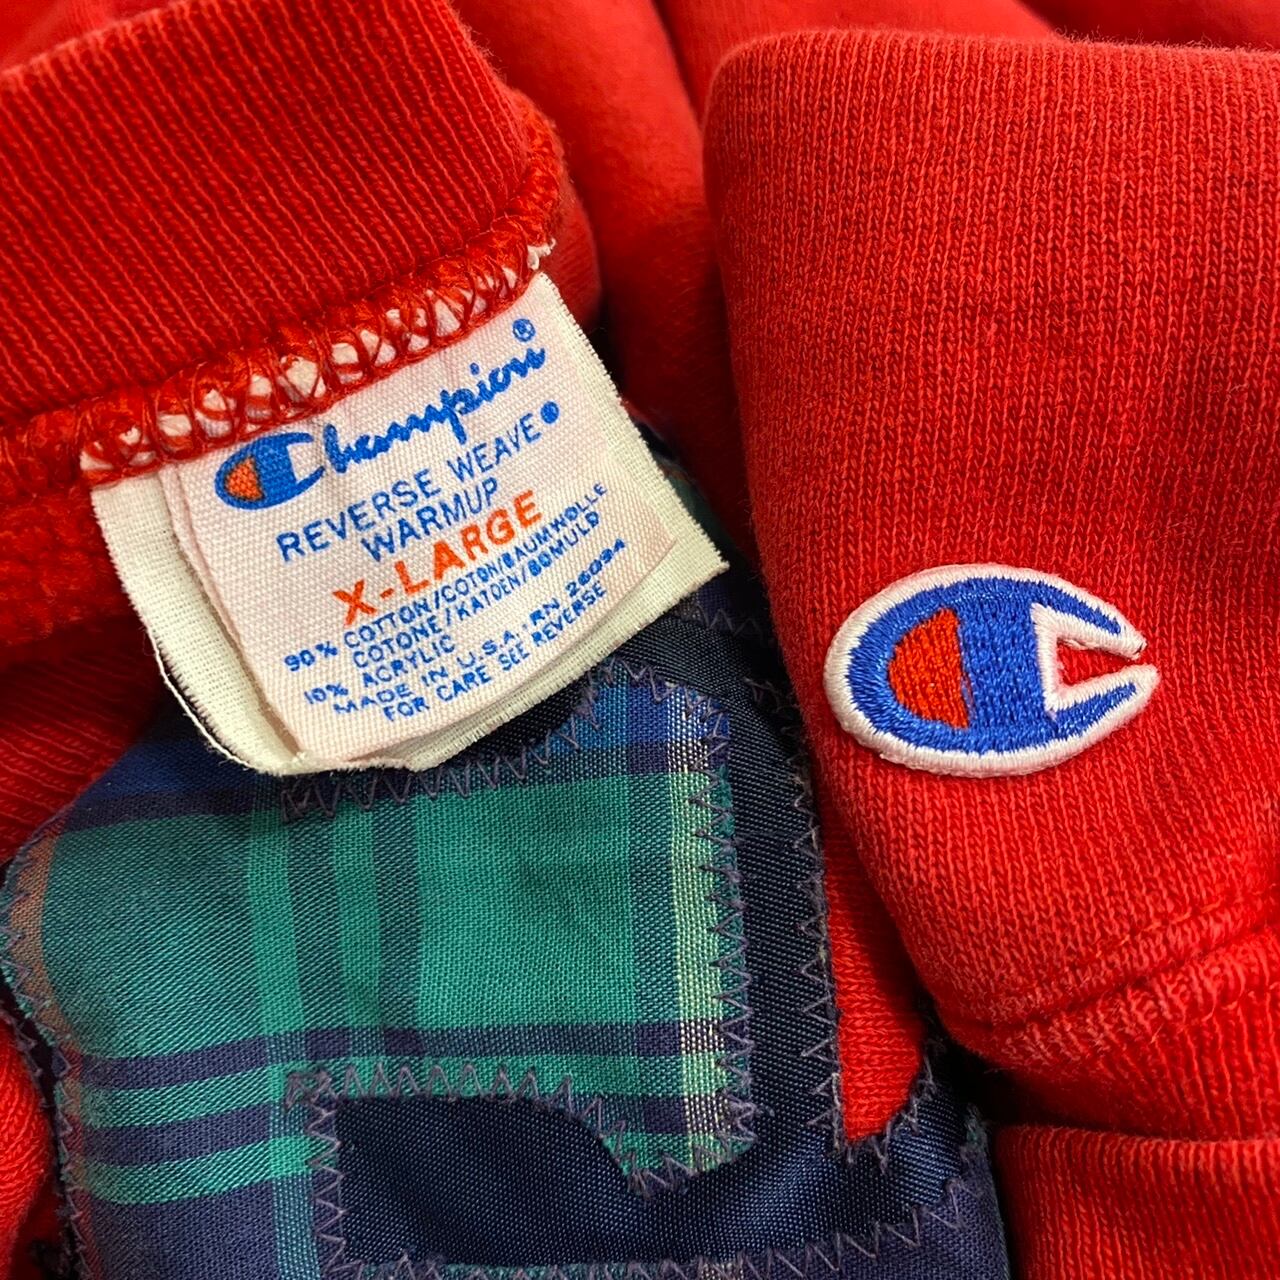 Champion®
REVERSE WEAVE®
WARMUP
X-LARGE
90% COTTON/COTON/BAUMWOLLE
COTONE/KATOEN/BOMULD
10% ACRYLIC
MADE IN U.S.A. RN 26094
FOR CARE SEE REVERSE